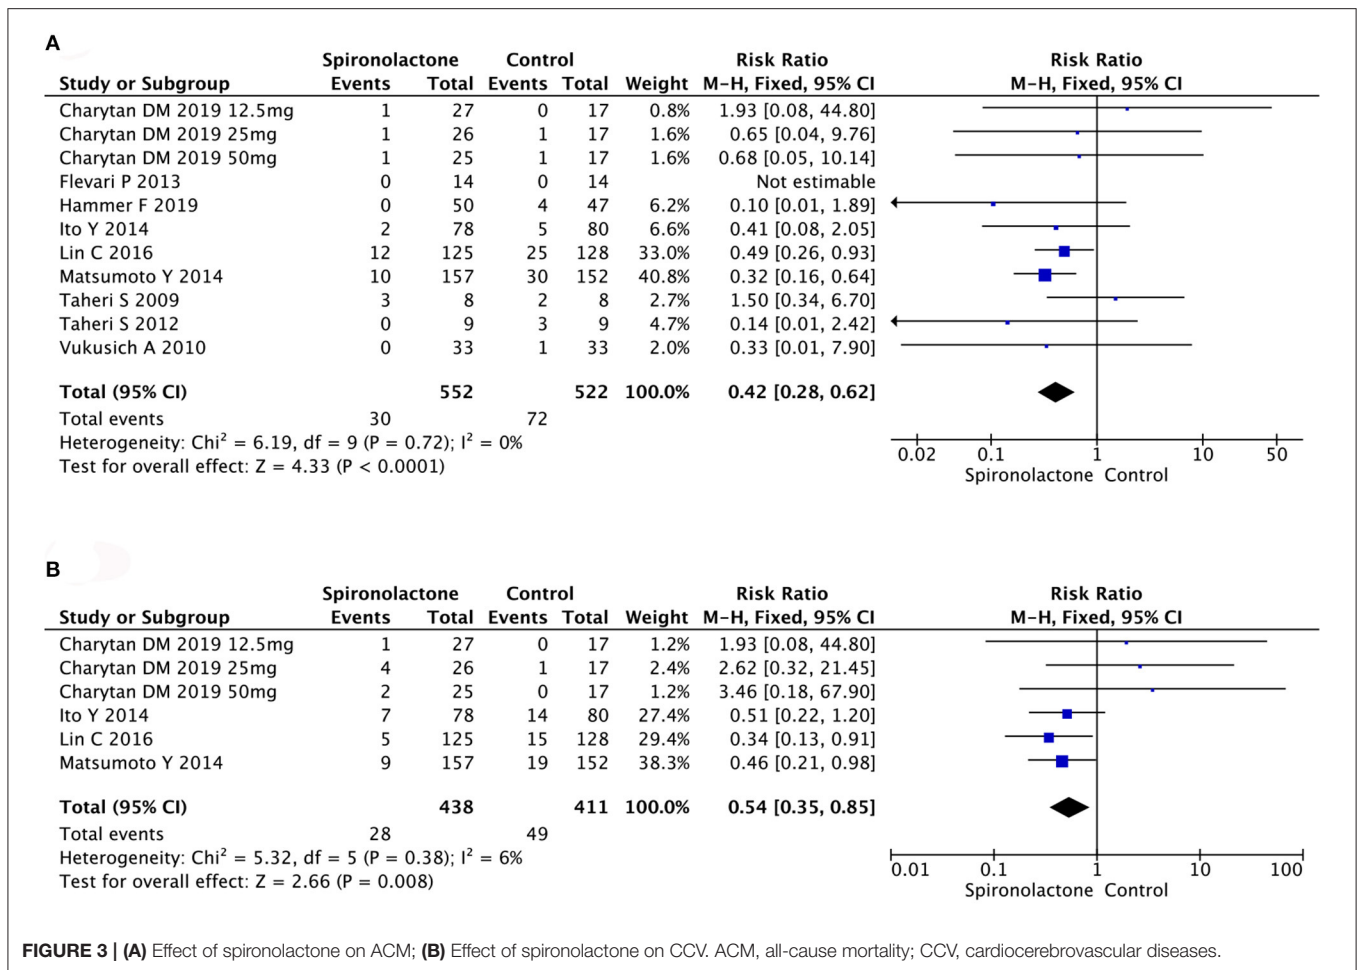 A
Spironolactone Control Risk Ratio Risk Ratio
Study or Subgroup Events Total Events Total Weight M-H, Fixed, 95% CI M-H, Fixed, 95% CI
Charytan DM 2019 12.5mg 1 27 0 17 0.8% 1.93 [0.08, 44.80]
Charytan DM 2019 25mg 1 26 1 17 1.6% 0.65 [0.04, 9.76]
Charytan DM 2019 50mg 1 25 1 17 1.6% 0.68 [0.05, 10.14]
Flevari P 2013 0 14 0 14 Not estimable
Hammer F 2019 0 50 4 47 6.2% 0.10 [0.01, 1.89]
Ito Y 2014 2 78 5 80 6.6% 0.41 [0.08, 2.05]
Lin C 2016 12 125 25 128 33.0% 0.49 [0.26, 0.93]
Matsumoto Y 2014 10 157 30 152 40.8% 0.32 [0.16, 0.64]
Taheri S 2009 3 8 2 8 2.7% 1.50 [0.34, 6.70]
Taheri S 2012 0 9 3 9 4.7% 0.14 [0.01, 2.42]
Vukusich A 2010 0 33 1 33 2.0% 0.33 [0.01, 7.90]
Total (95% CI) 552 522 100.0% 0.42 [0.28, 0.62]
Total events 30 72
Heterogeneity: Chi² = 6.19, df = 9 (P = 0.72); I² = 0%
Test for overall effect: Z = 4.33 (P < 0.0001)
0.02 0.1 1 10 50
Spironolactone Control
B
Spironolactone Control Risk Ratio Risk Ratio
Study or Subgroup Events Total Events Total Weight M-H, Fixed, 95% CI M-H, Fixed, 95% CI
Charytan DM 2019 12.5mg 1 27 0 17 1.2% 1.93 [0.08, 44.80]
Charytan DM 2019 25mg 4 26 1 17 2.4% 2.62 [0.32, 21.45]
Charytan DM 2019 50mg 2 25 0 17 1.2% 3.46 [0.18, 67.90]
Ito Y 2014 7 78 14 80 27.4% 0.51 [0.22, 1.20]
Lin C 2016 5 125 15 128 29.4% 0.34 [0.13, 0.91]
Matsumoto Y 2014 9 157 19 152 38.3% 0.46 [0.21, 0.98]
Total (95% CI) 438 411 100.0% 0.54 [0.35, 0.85]
Total events 28 49
Heterogeneity: Chi² = 5.32, df = 5 (P = 0.38); I² = 6%
Test for overall effect: Z = 2.66 (P = 0.008)
0.01 0.1 1 10 100
Spironolactone Control
FIGURE 3 | (A) Effect of spironolactone on ACM; (B) Effect of spironolactone on CCV. ACM, all-cause mortality; CCV, cardiocerebrovascular diseases.